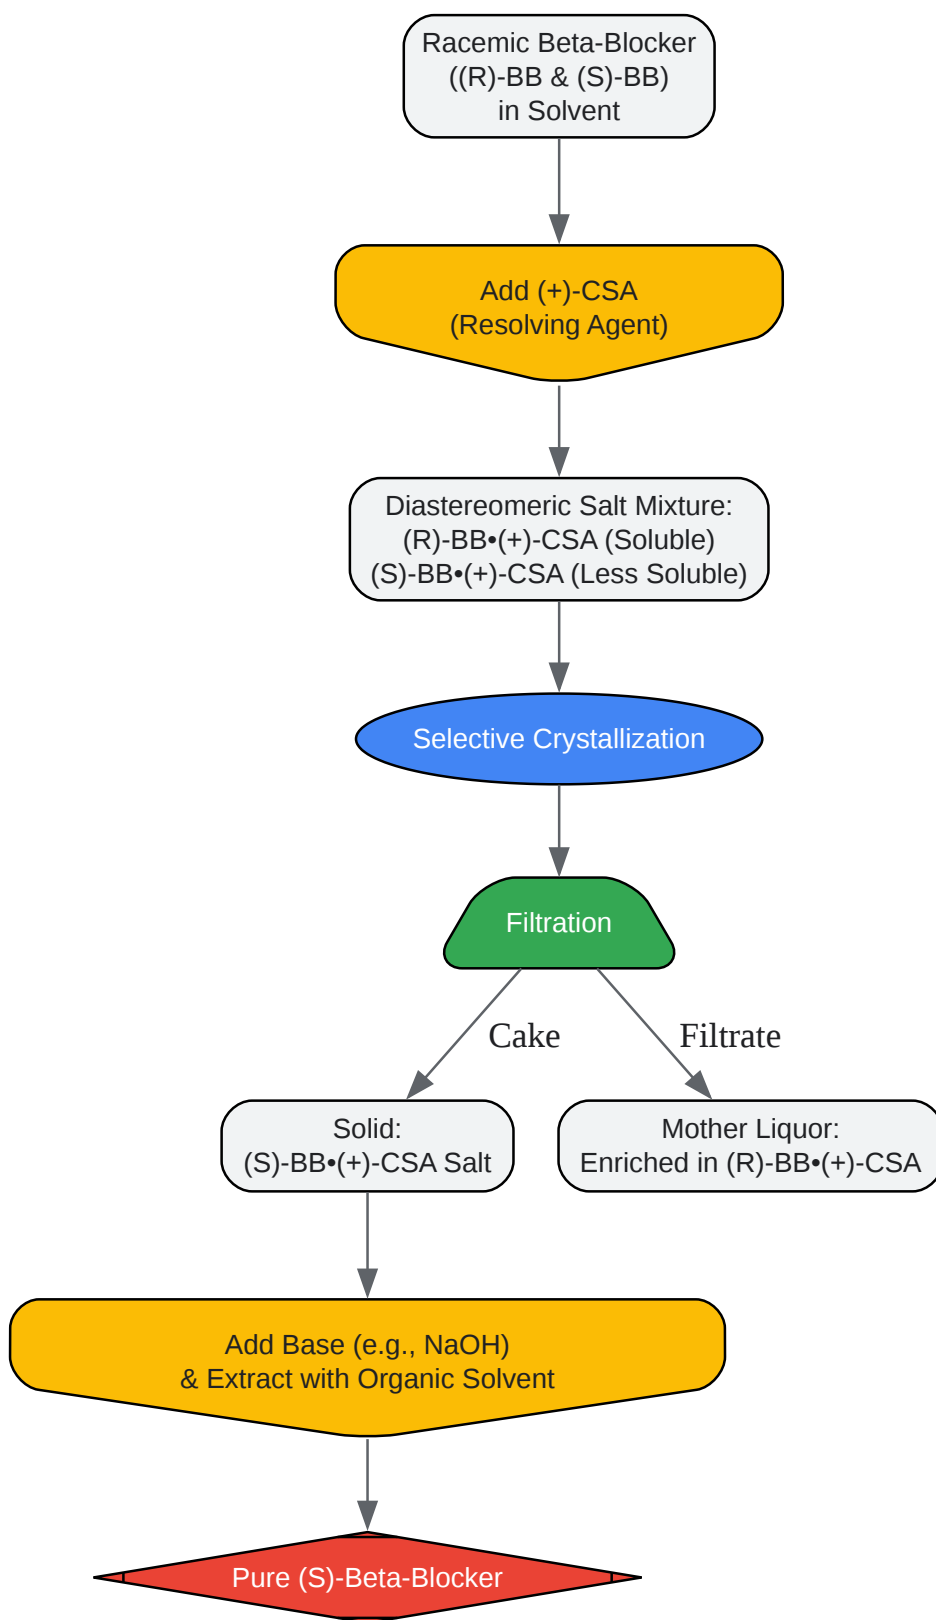 Racemic Beta-Blocker
((R)-BB & (S)-BB)
in Solvent
Add (+)-CSA
(Resolving Agent)
Diastereomeric Salt Mixture:
(R)-BB•(+)-CSA (Soluble)
(S)-BB•(+)-CSA (Less Soluble)
Selective Crystallization
Filtration
Cake
Filtrate
Solid:
(S)-BB•(+)-CSA Salt
Mother Liquor:
Enriched in (R)-BB•(+)-CSA
Add Base (e.g., NaOH)
& Extract with Organic Solvent
Pure (S)-Beta-Blocker